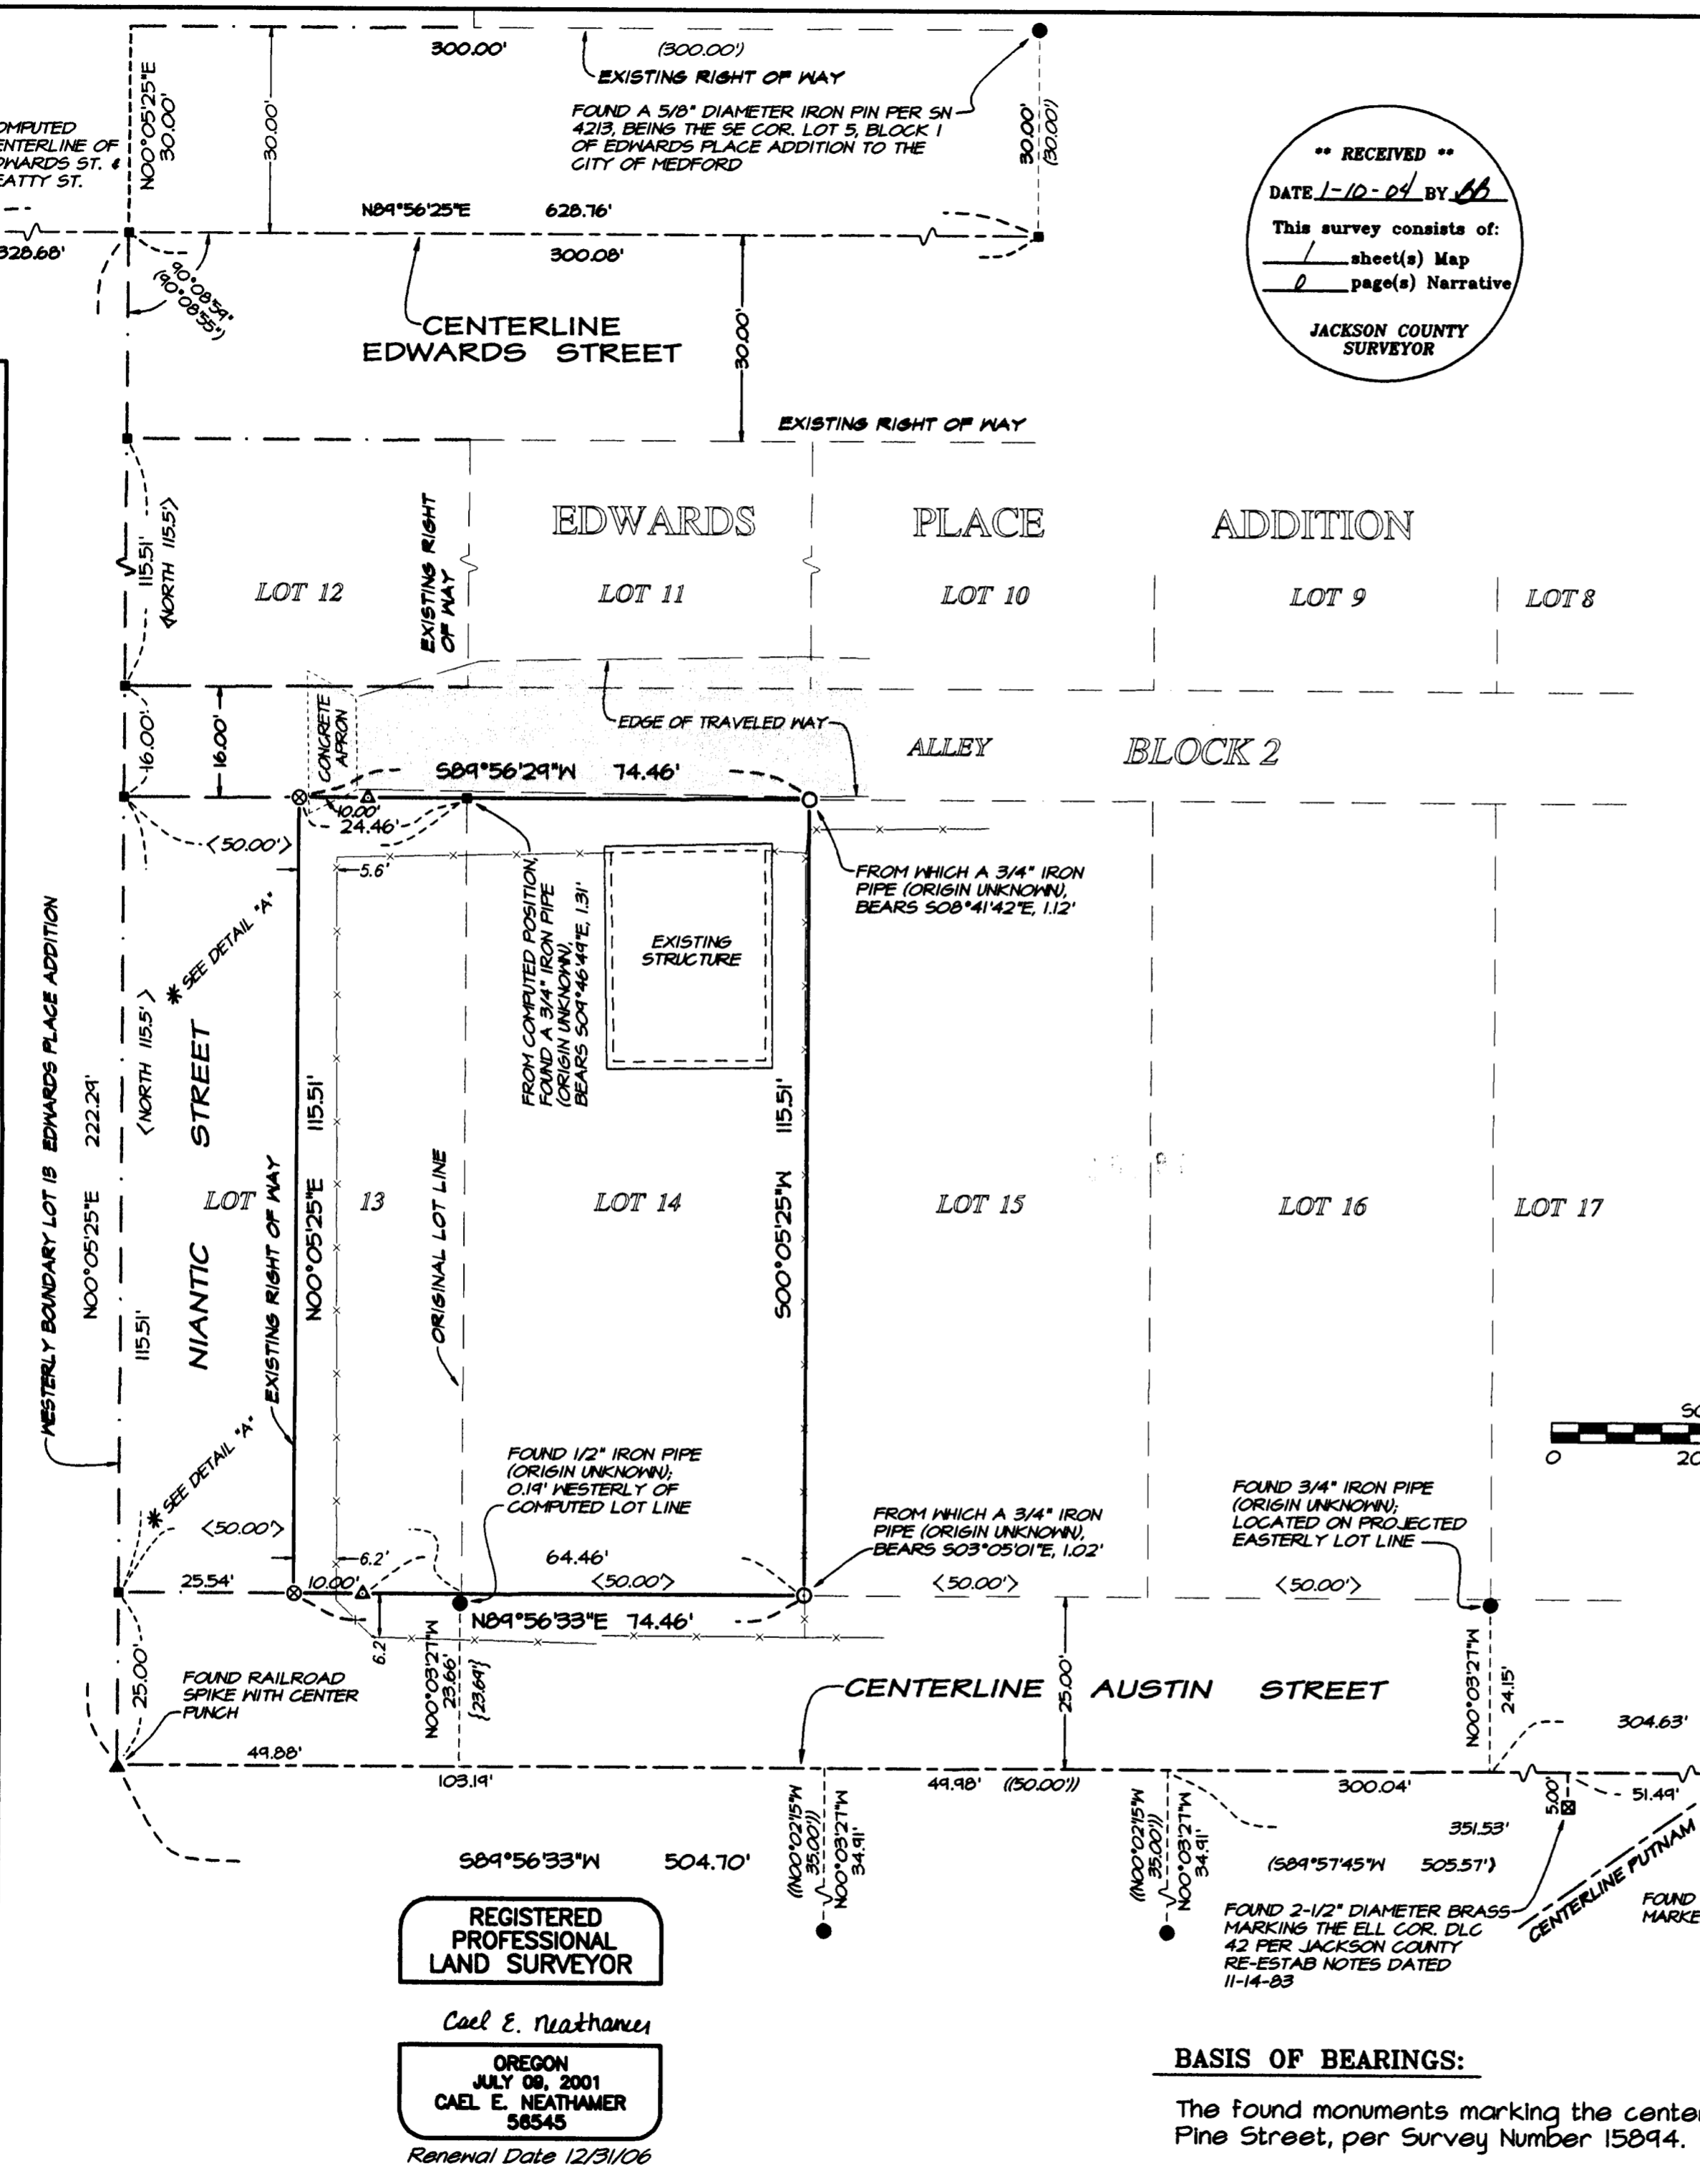 300.00'
(300.00')
EXISTING RIGHT OF WAY
FOUND A 5/8" DIAMETER IRON PIN PER SN
4213, BEING THE SE COR. LOT 5, BLOCK 1
OF EDWARDS PLACE ADDITION TO THE
CITY OF MEDFORD
N00°05'25"E
30.00'
30.00'
30.00'
(30.00')
OMPUTED
ENTERLINE OF
DWARDS ST. &
EATTY ST.
** RECEIVED **
DATE 1-10-04 BY BB
This survey consists of:
1 sheet(s) Map
0 page(s) Narrative
JACKSON COUNTY
SURVEYOR
N89°56'25"E 628.76'
328.68'
300.08'
90°08'59"
(90°08'55")
CENTERLINE
EDWARDS STREET
30.00'
EXISTING RIGHT OF WAY
115.51'
<NORTH 115.5'>
EXISTING RIGHT
OF WAY
EDWARDS PLACE ADDITION
LOT 12
LOT 11
LOT 10
LOT 9
LOT 8
16.00'
16.00'
CONCRETE
APRON
EDGE OF TRAVELED WAY
ALLEY
BLOCK 2
S89°56'29"W 74.46'
10.00'
24.46'
<50.00'>
5.6'
* SEE DETAIL "A"
FROM COMPUTED POSITION,
FOUND A 3/4" IRON PIPE
(ORIGIN UNKNOWN),
BEARS S09°46'49"E, 1.31'
EXISTING
STRUCTURE
FROM WHICH A 3/4" IRON
PIPE (ORIGIN UNKNOWN),
BEARS S08°41'42"E, 1.12'
WESTERLY BOUNDARY LOT 13 EDWARDS PLACE ADDITION
N00°05'25"E 222.29'
<NORTH 115.5'>
115.51'
NIANTIC STREET
EXISTING RIGHT OF WAY
N00°05'25"E 115.51'
ORIGINAL LOT LINE
S00°05'25"W 115.51'
LOT 13
LOT 14
LOT 15
LOT 16
LOT 17
* SEE DETAIL "A"
FOUND 1/2" IRON PIPE
(ORIGIN UNKNOWN);
0.19' WESTERLY OF
COMPUTED LOT LINE
FROM WHICH A 3/4" IRON
PIPE (ORIGIN UNKNOWN),
BEARS S03°05'01"E, 1.02'
FOUND 3/4" IRON PIPE
(ORIGIN UNKNOWN);
LOCATED ON PROJECTED
EASTERLY LOT LINE
SC
0
20
<50.00'>
6.2'
64.46'
<50.00'>
<50.00'>
<50.00'>
25.54'
10.00'
N89°56'33"E 74.46'
6.2'
25.00'
FOUND RAILROAD
SPIKE WITH CENTER
PUNCH
N00°03'27"W
23.66'
{23.69'}
CENTERLINE AUSTIN STREET
25.00'
N00°03'27"W
24.15'
304.63'
49.88'
103.19'
49.98' ((50.00'))
300.04'
5.00'
51.49'
((N00°02'15"W
35.00'))
N00°03'27"W
34.91'
((N00°02'15"W
35.00'))
N00°03'27"W
34.91'
351.53'
S89°56'33"W 504.70'
(S89°57'45"W 505.57')
CENTERLINE PUTNAM
FOUND 2-1/2" DIAMETER BRASS
MARKING THE ELL COR. DLC
42 PER JACKSON COUNTY
RE-ESTAB NOTES DATED
11-14-83
FOUND
MARKE
REGISTERED
PROFESSIONAL
LAND SURVEYOR
Cael E. Neathamer
OREGON
JULY 09, 2001
CAEL E. NEATHAMER
56545
Renewal Date 12/31/06
BASIS OF BEARINGS:
The found monuments marking the center
Pine Street, per Survey Number 15894.